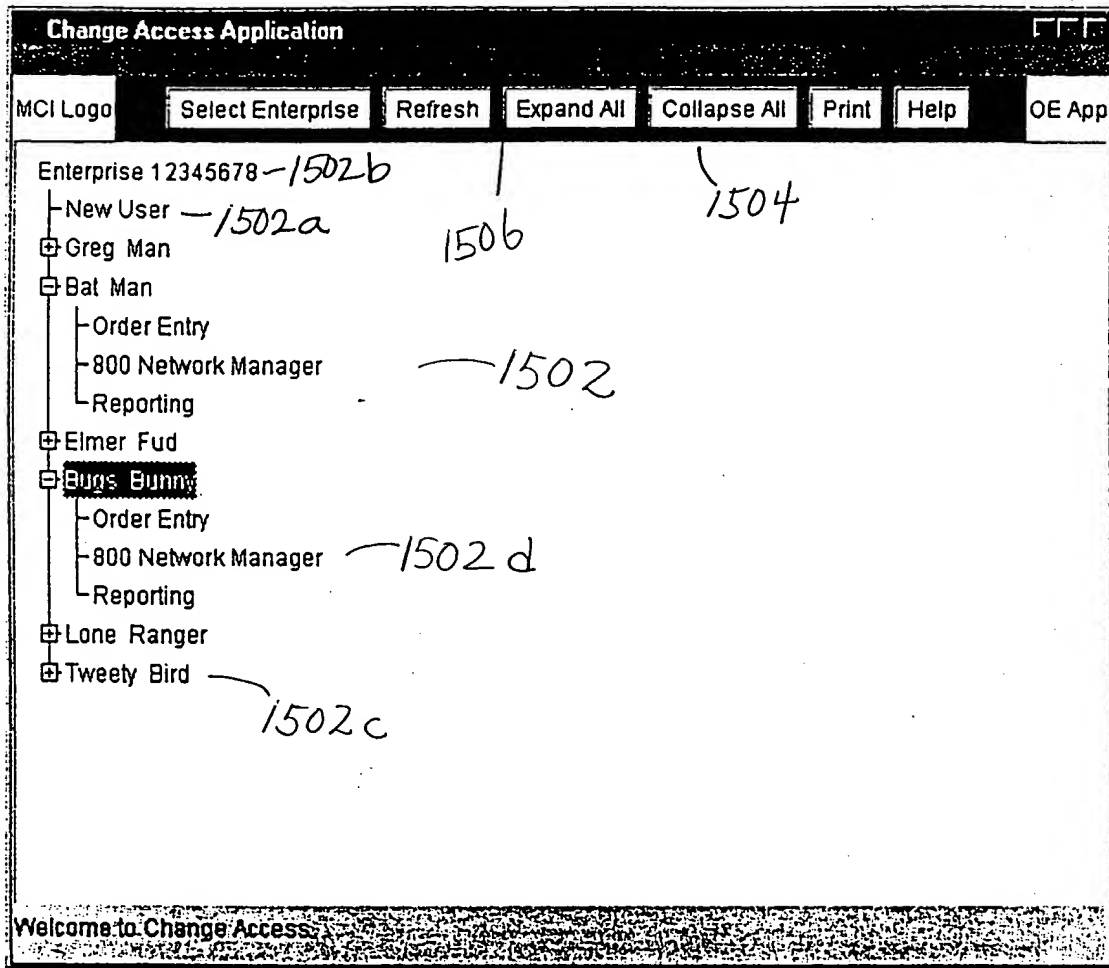 Change Access Application
MCI Logo Select Enterprise Refresh Expand All Collapse All Print Help OE App
Enterprise 12345678 1502b
New User 1502a
1506 1504
Greg Man
Bat Man
Order Entry
800 Network Manager 1502
Reporting
Elmer Fud
Bugs Bunny
Order Entry
800 Network Manager 1502d
Reporting
Lone Ranger
Tweety Bird
1502c
Welcome to Change Access.